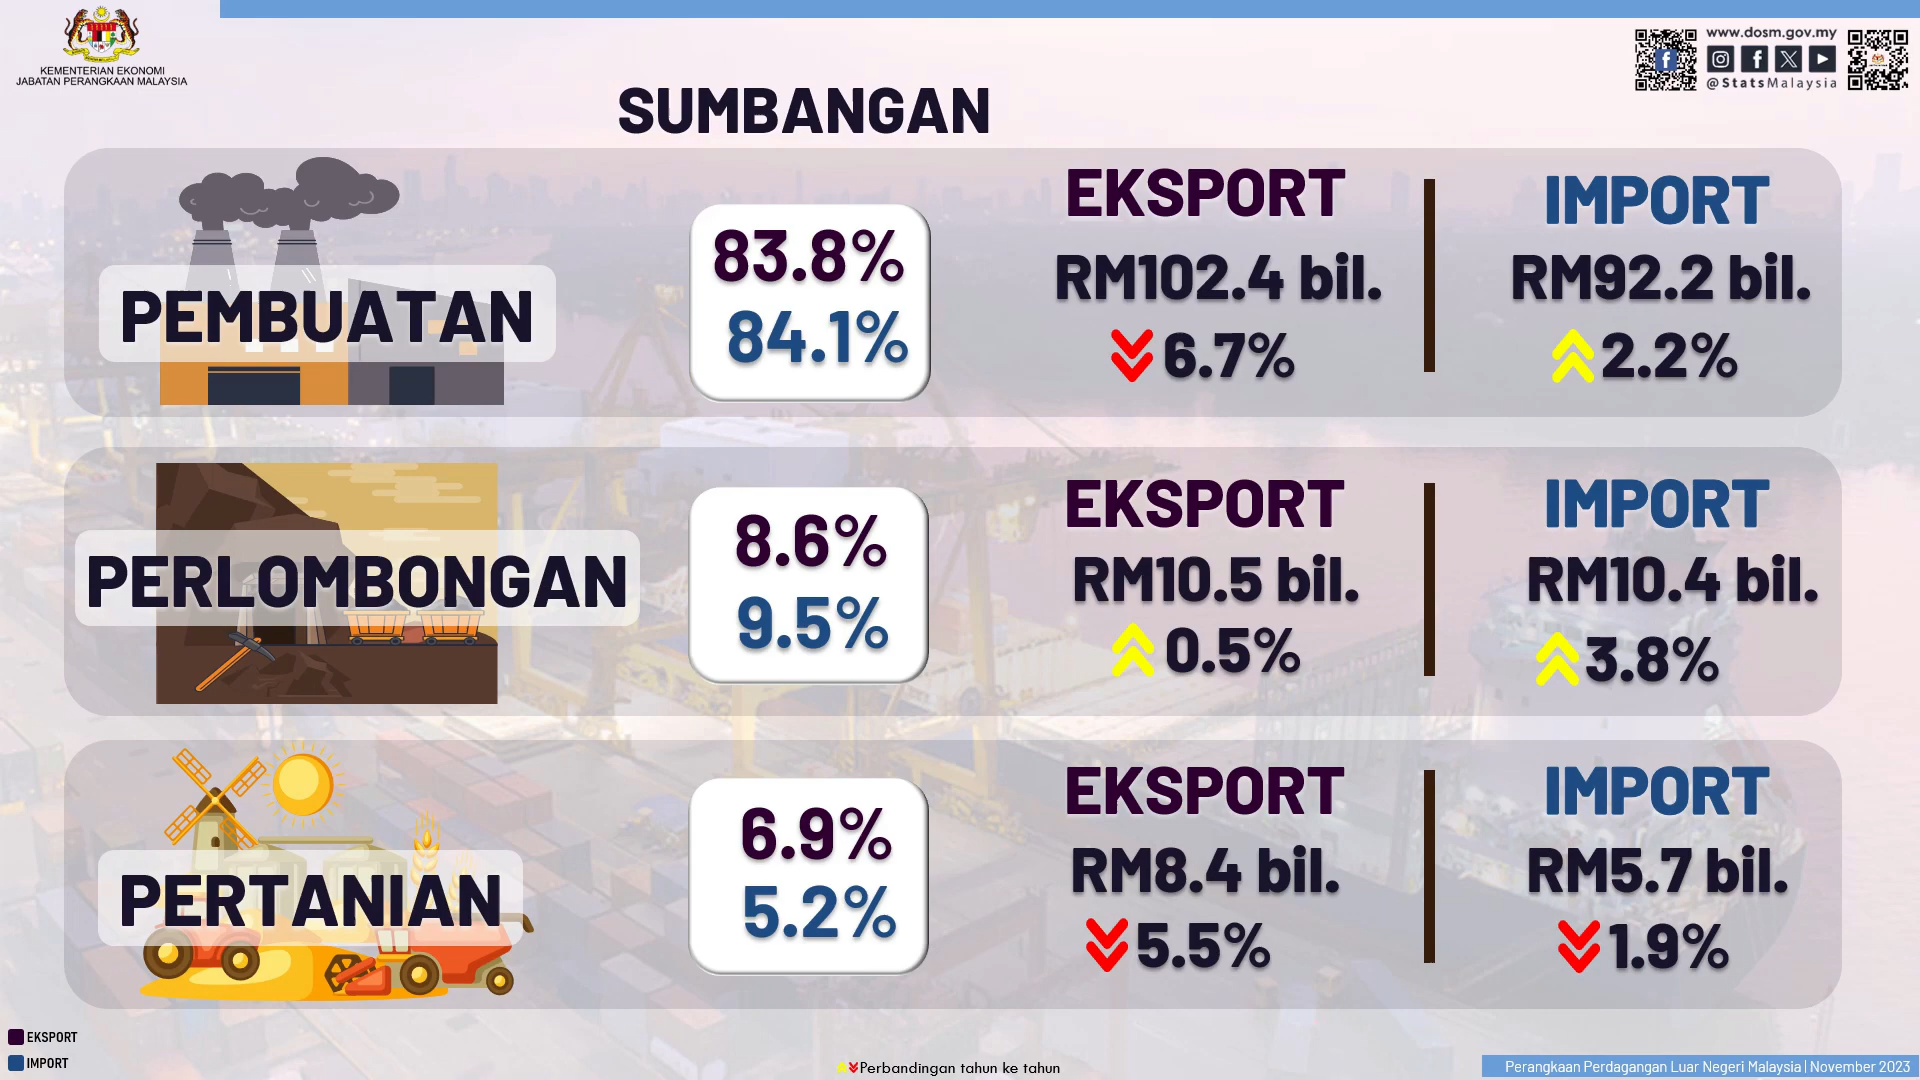 KEMENTERIAN EKONOMI
JABATAN PERANGKAAN MALAYSIA
www.dosm.gov.my
@StatsMalaysia
SUMBANGAN
PEMBUATAN
83.8%
84.1%
EKSPORT
RM102.4 bil.
6.7%
IMPORT
RM92.2 bil.
2.2%
PERLOMBONGAN
8.6%
9.5%
EKSPORT
RM10.5 bil.
0.5%
IMPORT
RM10.4 bil.
3.8%
PERTANIAN
6.9%
5.2%
EKSPORT
RM8.4 bil.
5.5%
IMPORT
RM5.7 bil.
1.9%
EKSPORT
IMPORT
Perbandingan tahun ke tahun
Perangkaan Perdagangan Luar Negeri Malaysia | November 2023